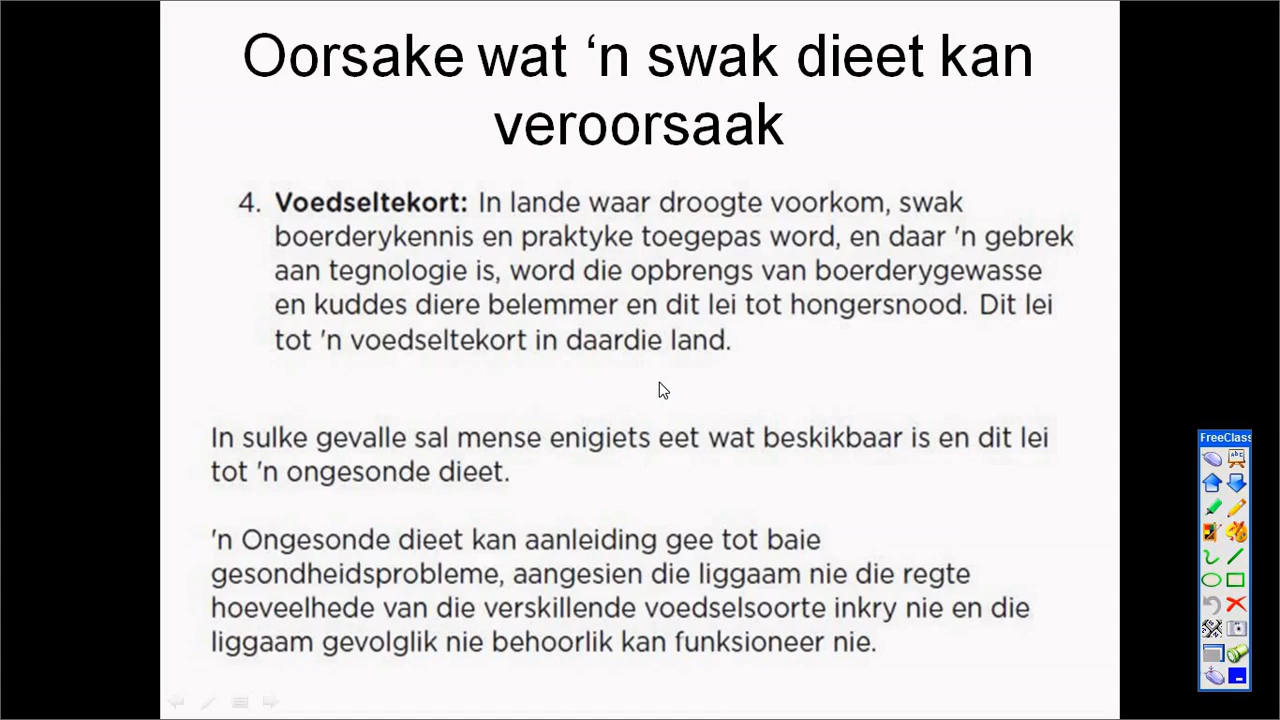 Oorsake wat ‘n swak dieet kan
veroorsaak
4. Voedseltekort: In lande waar droogte voorkom, swak
boerderykennis en praktyke toegepas word, en daar 'n gebrek
aan tegnologie is, word die opbrengs van boerderygewasse
en kuddes diere belemmer en dit lei tot hongersnood. Dit lei
tot 'n voedseltekort in daardie land.
In sulke gevalle sal mense enigiets eet wat beskikbaar is en dit lei
tot 'n ongesonde dieet.
'n Ongesonde dieet kan aanleiding gee tot baie
gesondheidsprobleme, aangesien die liggaam nie die regte
hoeveelhede van die verskillende voedselsoorte inkry nie en die
liggaam gevolglik nie behoorlik kan funksioneer nie.
FreeClass